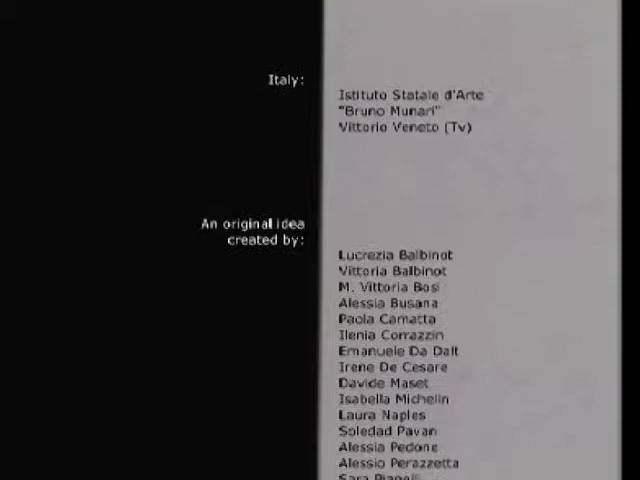 Italy:
Istituto Statale d'Arte
"Bruno Munari"
Vittorio Veneto (Tv)
An original idea
created by:
Lucrezia Balbinot
Vittoria Balbinot
M. Vittoria Bosi
Alessia Busana
Paola Camatta
Ilenia Corrazzin
Emanuele Da Dalt
Irene De Cesare
Davide Maset
Isabella Michelin
Laura Naples
Soledad Pavan
Alessia Pedone
Alessio Perazzetta
Sara